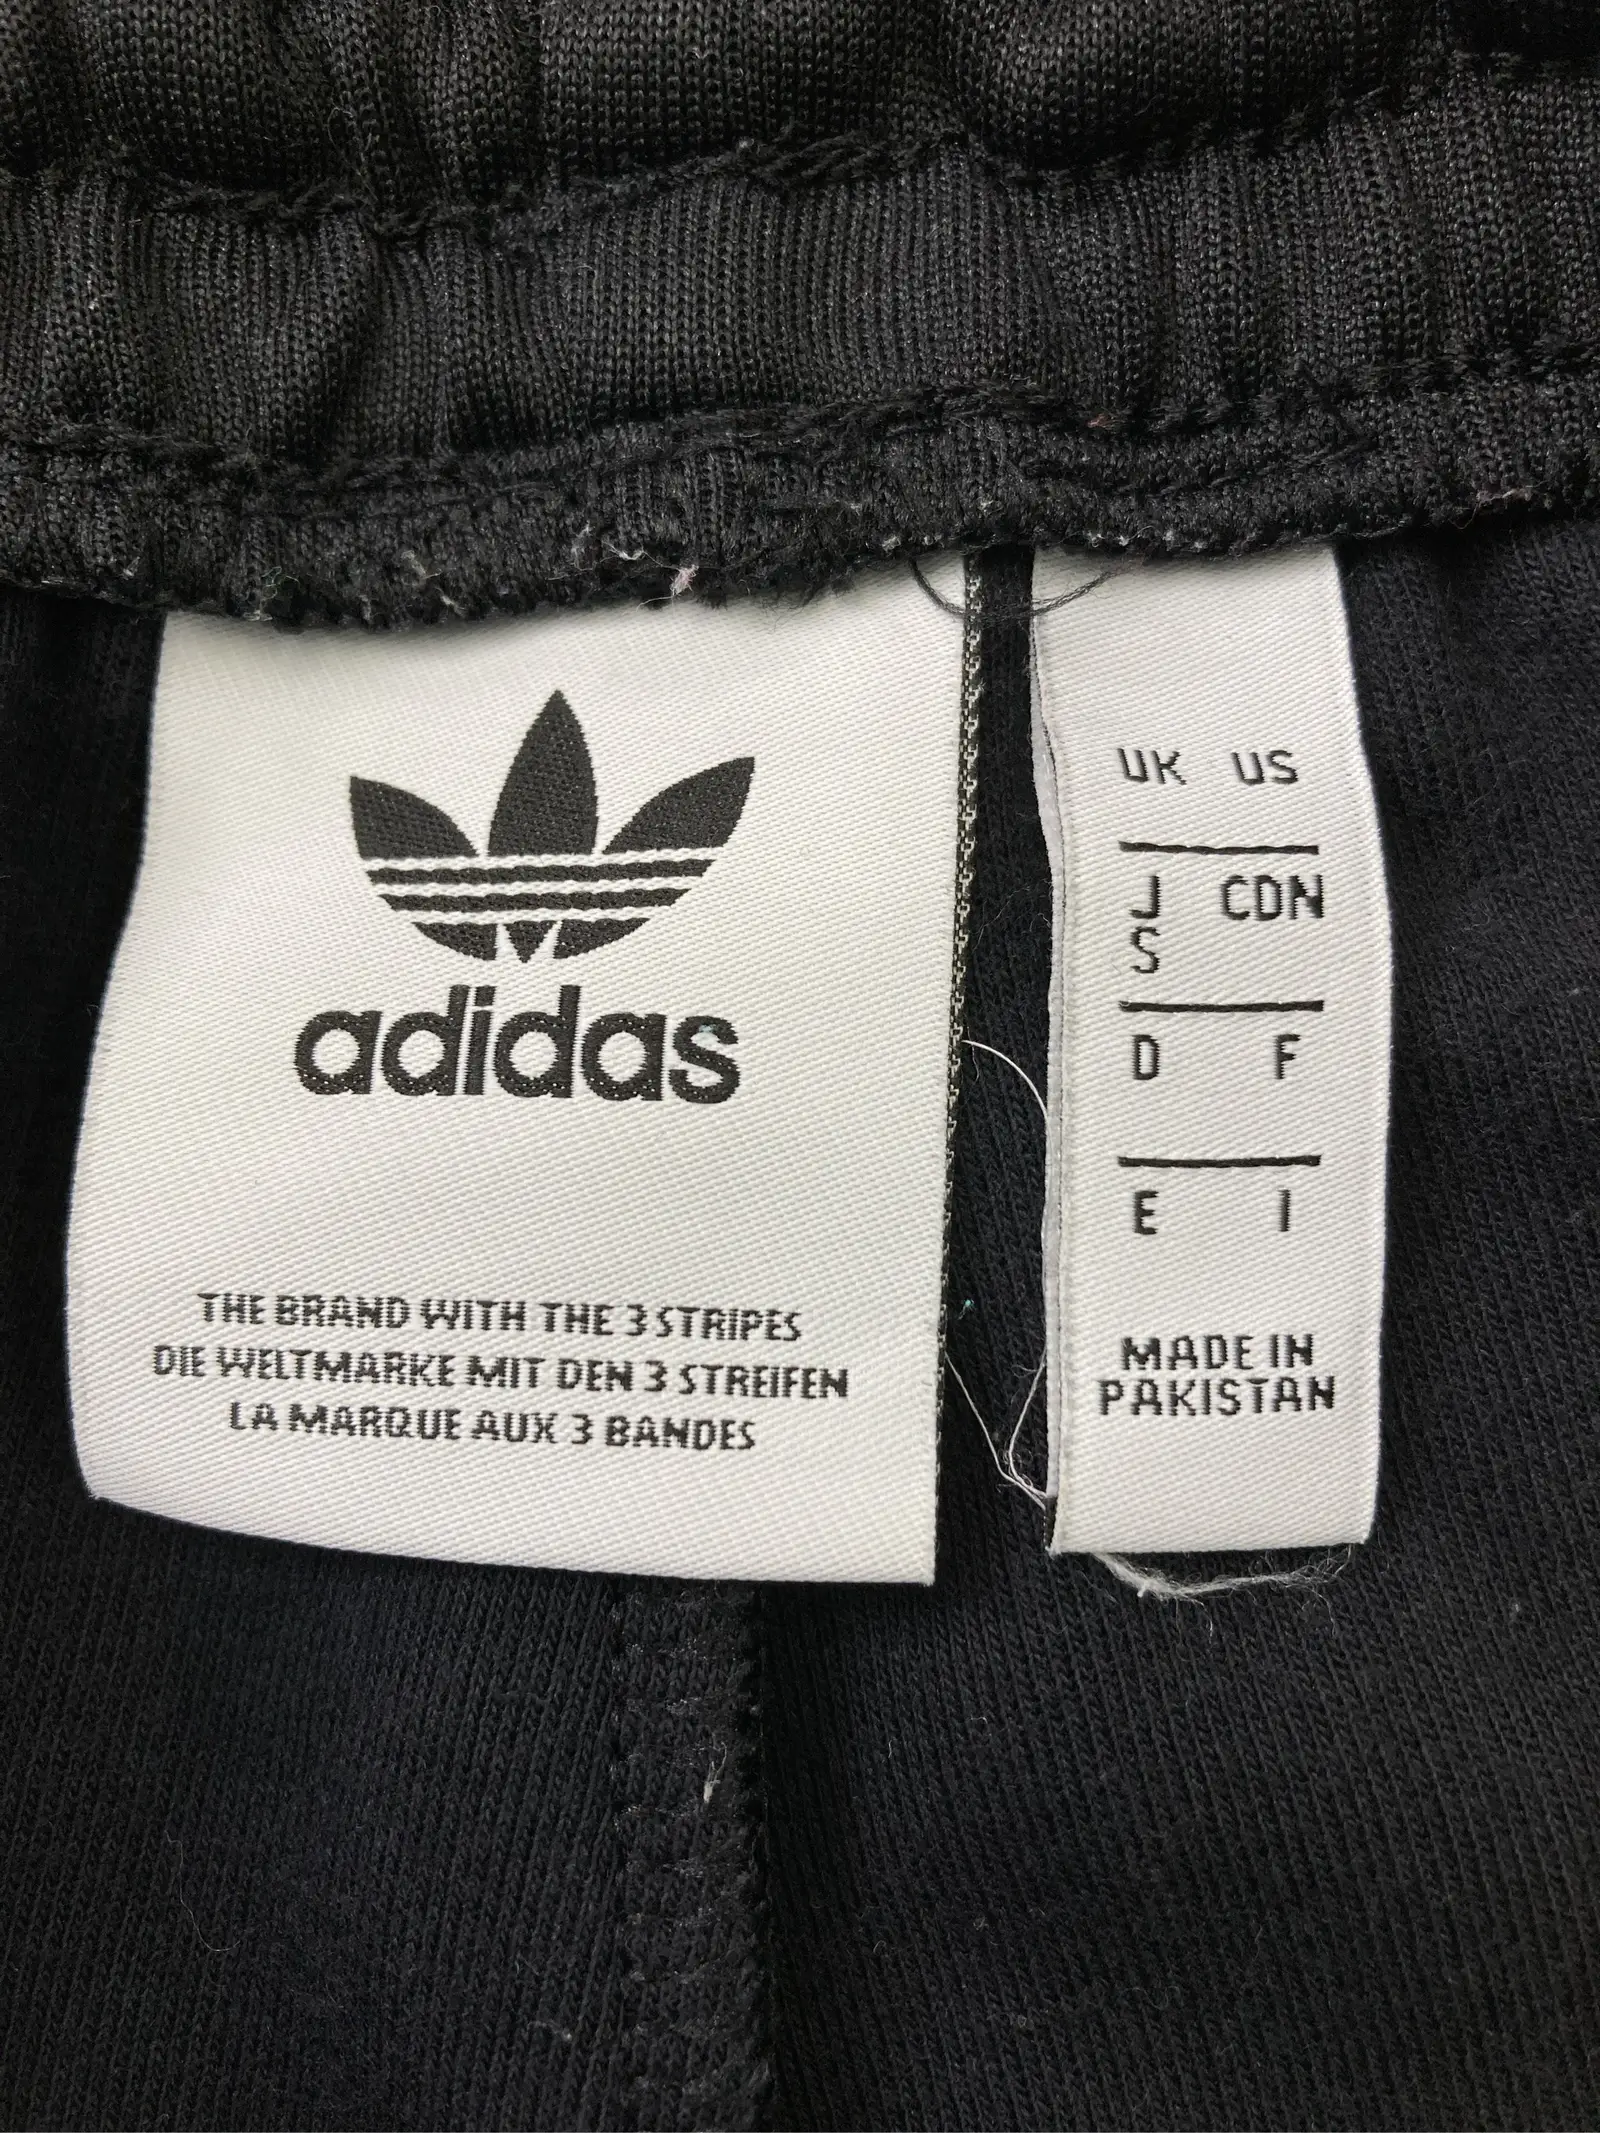 adidas
THE BRAND WITH THE 3 STRIPES
DIE WELTMARKE MIT DEN 3 STREIFEN
LA MARQUE AUX 3 BANDES
UK US
J CDN
S
D F
E I
MADE IN
PAKISTAN